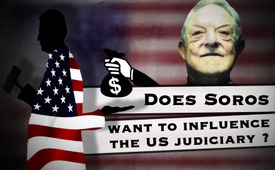 $
DOES SOROS
WANT TO INFLUENCE
THE US JUDICIARY ?